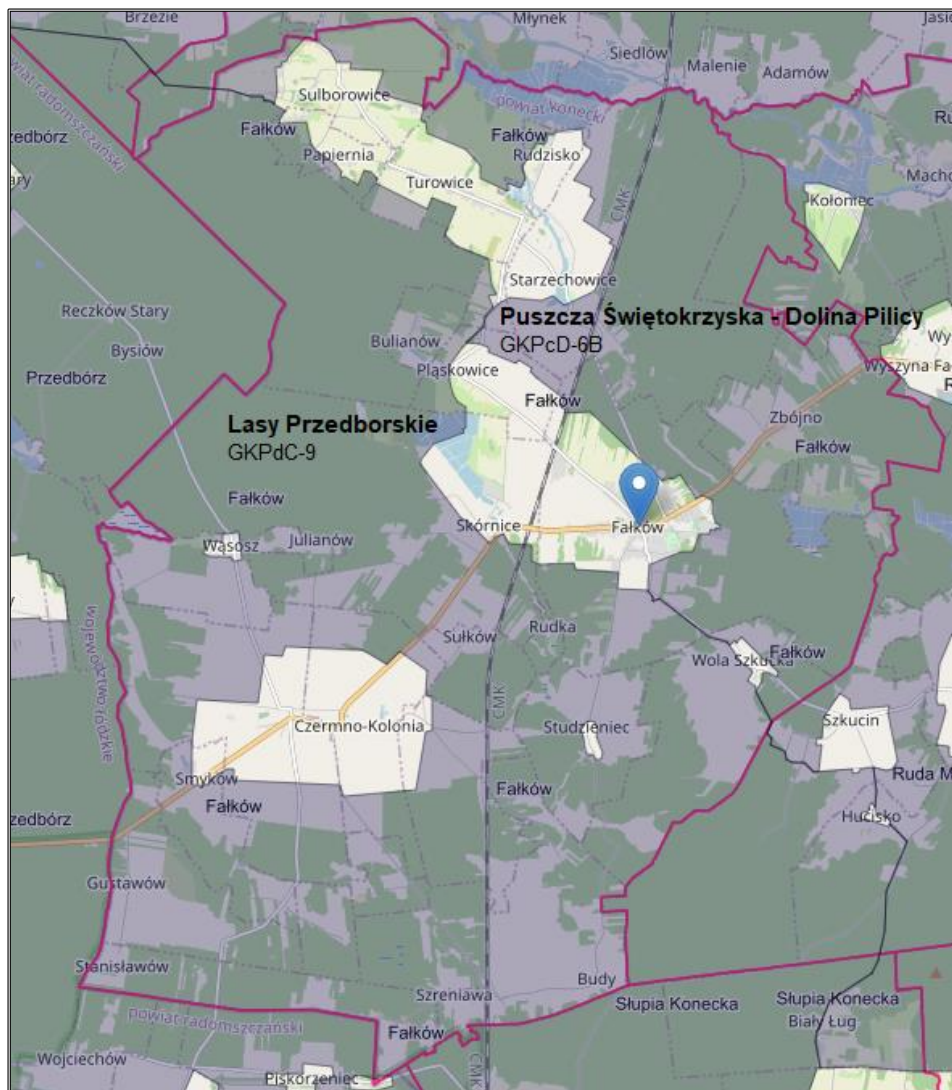 Brzezie
Młynek
Jasi
Siedlów
Malenie
Adamów
powiat radomszczański
Sulborowice
powiat konecki
Fałków
Fałków
Ru
zedbórz
Papiernia
Rudzisko
Macho
ary
Turowice
CMK
Kołoniec
Starzechowice
Reczków Stary
Puszcza Świętokrzyska - Dolina Pilicy
GKPcD-6B
Bysiów
Bulianów
Wy
Pląskowice
Wyszyna Fa
Przedbórz
R
Fałków
Zbójno
Lasy Przedborskie
GKPdC-9
Fałków
Fałków
Skórnice
Fałków
Wąsosz
Julianów
województwo łódzkie
Rudka
Sułków
Fałków
Wola Szkucka
CMK
Czermno-Kolonia
Studzieniec
Szkucin
Smyków
Fałków
Fałków
Ruda M
zedbórz
Hucisko
Gustawów
Stanisławów
Budy
Szreniawa
Słupia Konecka
Słupia Konecka
powiat radomszczański
Fałków
Biały Ług
Wojciechów
CMK
Piskorzeniec